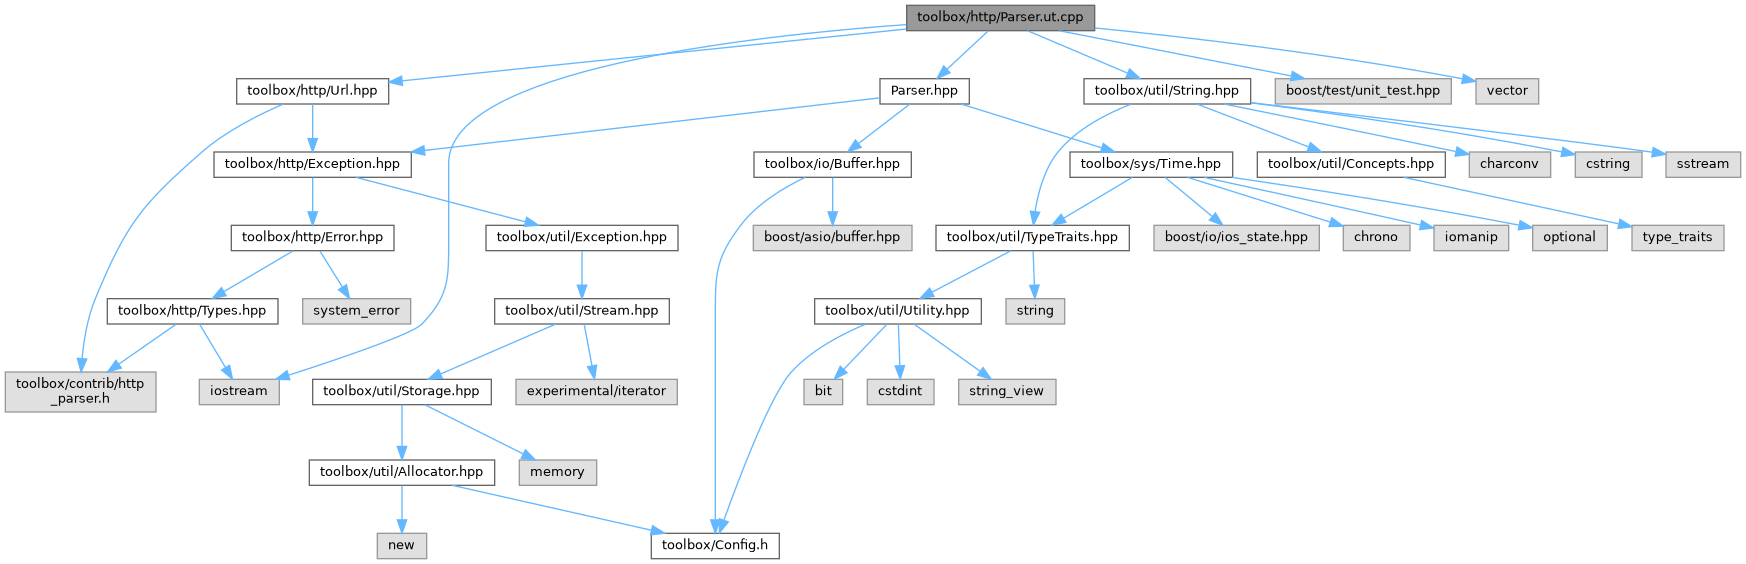 toolbox/http/Parser.ut.cpp
toolbox/http/Url.hpp
Parser.hpp
toolbox/util/String.hpp
boost/test/unit_test.hpp
vector
toolbox/http/Exception.hpp
toolbox/io/Buffer.hpp
toolbox/sys/Time.hpp
toolbox/util/Concepts.hpp
charconv
cstring
sstream
toolbox/http/Error.hpp
toolbox/util/Exception.hpp
boost/asio/buffer.hpp
toolbox/util/TypeTraits.hpp
boost/io/ios_state.hpp
chrono
iomanip
optional
type_traits
toolbox/http/Types.hpp
system_error
toolbox/util/Stream.hpp
toolbox/util/Utility.hpp
string
toolbox/contrib/http
_parser.h
iostream
toolbox/util/Storage.hpp
experimental/iterator
bit
cstdint
string_view
toolbox/util/Allocator.hpp
memory
new
toolbox/Config.h